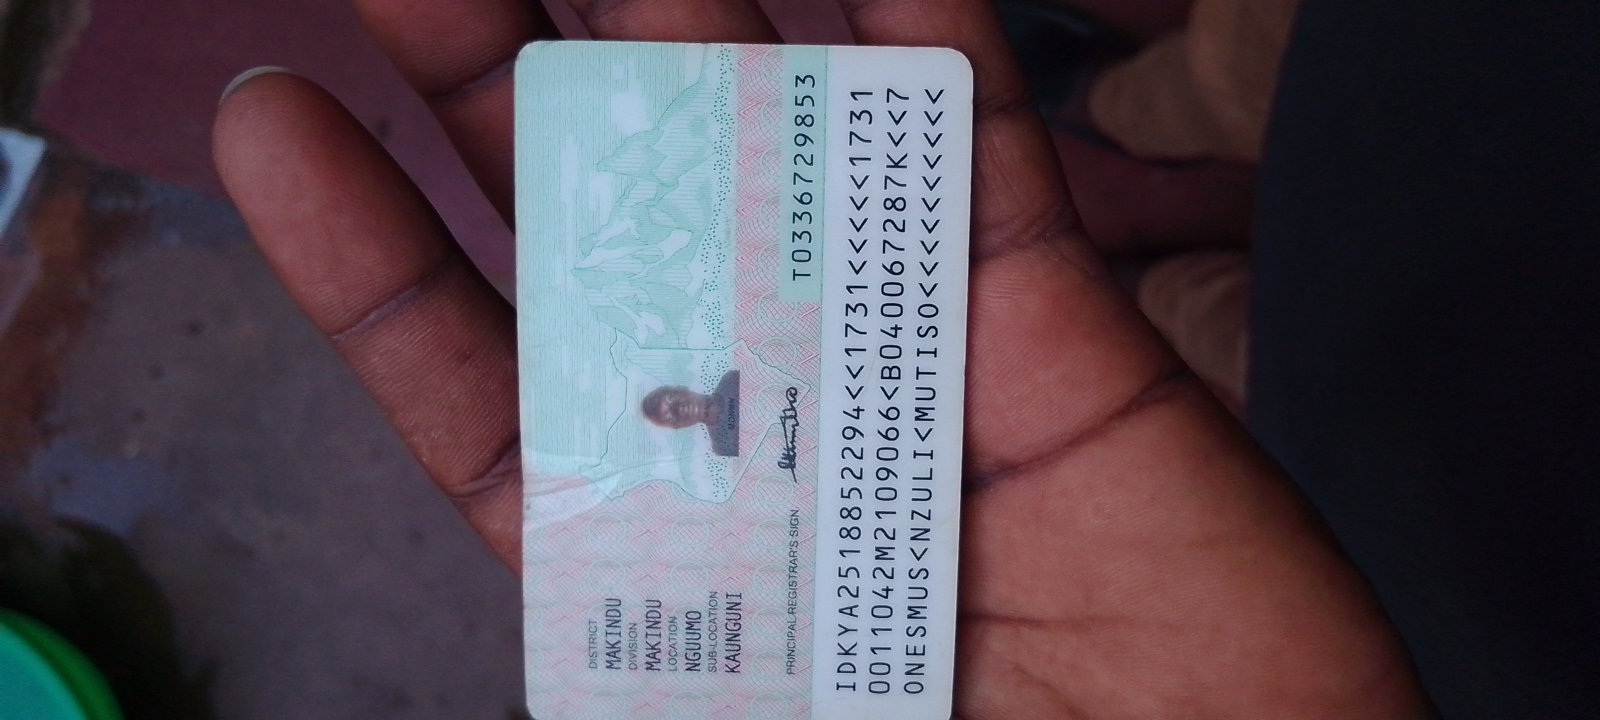 DISTRICT
MAKINDU
DIVISION
MAKINDU
LOCATION
NGUUMO
SUB-LOCATION
KAUNGUNI
PRINCIPAL REGISTRAR'S SIGN.
T0336729853
IDKYA2518852294<<1731<<<<<1731
0011042M2109066<B040067287K<<7
ONESMUS<NZULI<MUTISO<<<<<<<<<<